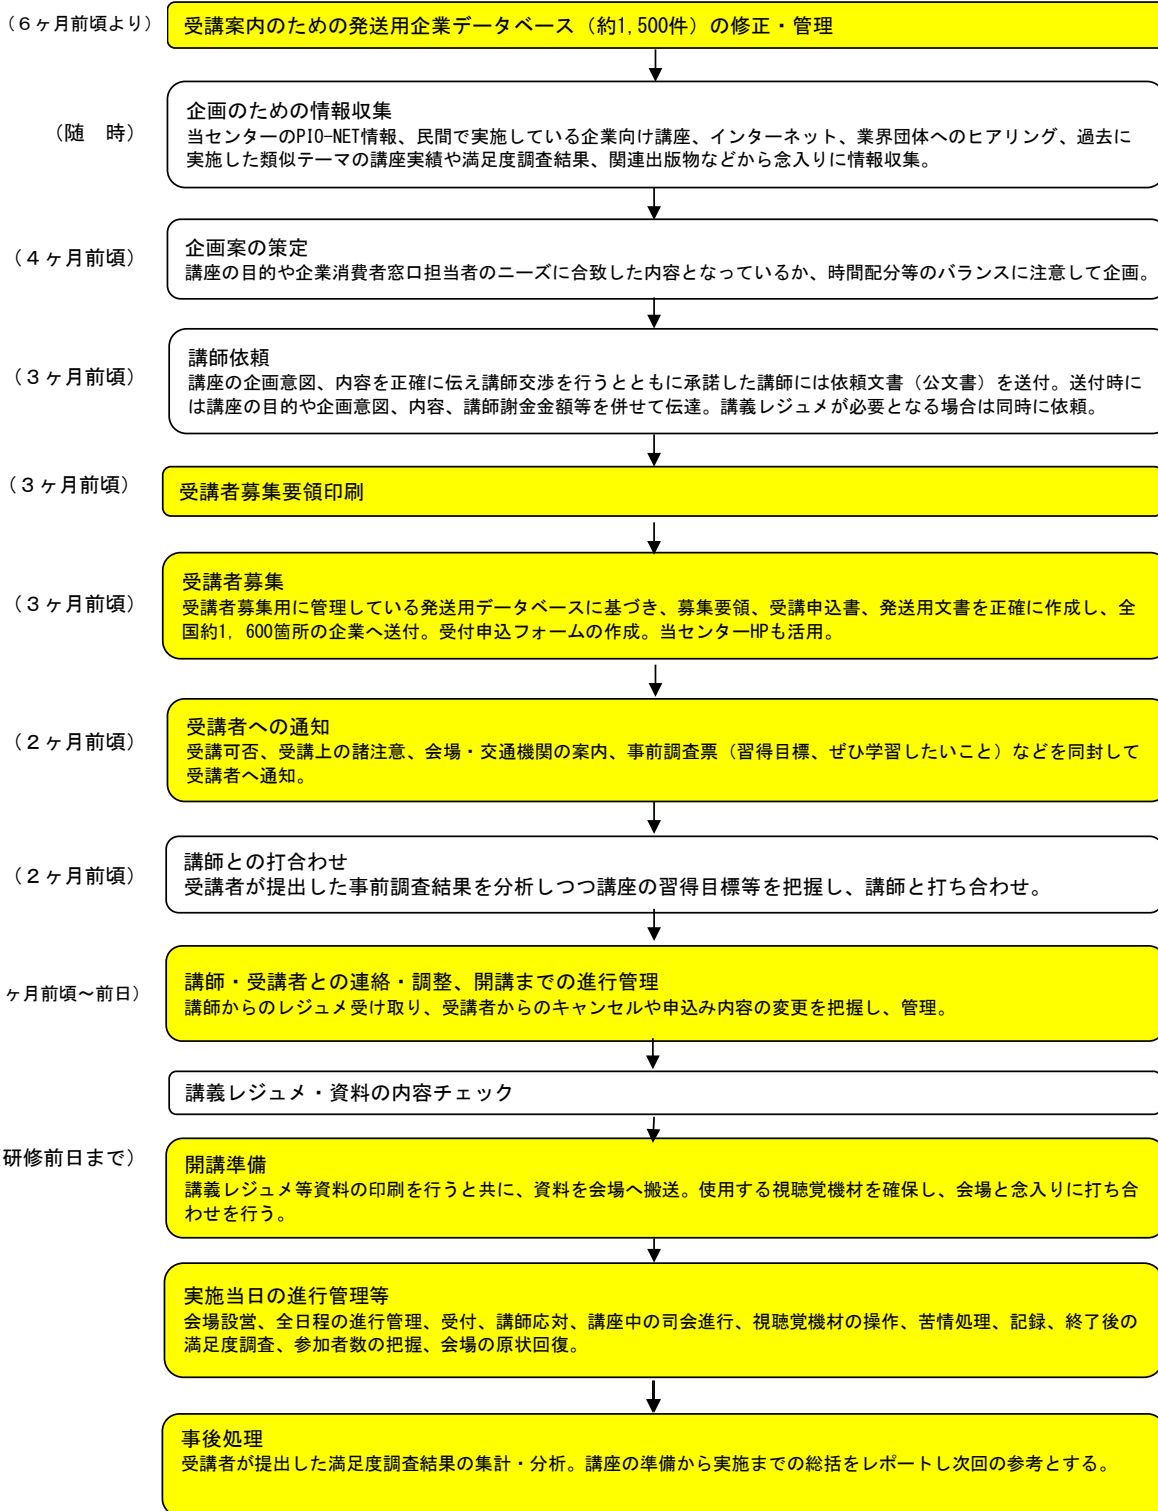 （６ヶ月前頃より）
受講案内のための発送用企業データベース（約1,500件）の修正・管理
（随　時）
企画のための情報収集
当センターのPIO-NET情報、民間で実施している企業向け講座、インターネット、業界団体へのヒアリング、過去に
実施した類似テーマの講座実績や満足度調査結果、関連出版物などから念入りに情報収集。
（４ヶ月前頃）
企画案の策定
講座の目的や企業消費者窓口担当者のニーズに合致した内容となっているか、時間配分等のバランスに注意して企画。
（３ヶ月前頃）
講師依頼
講座の企画意図、内容を正確に伝え講師交渉を行うとともに承諾した講師には依頼文書（公文書）を送付。送付時に
は講座の目的や企画意図、内容、講師謝金金額等を併せて伝達。講義レジュメが必要となる場合は同時に依頼。
（３ヶ月前頃）
受講者募集要領印刷
（３ヶ月前頃）
受講者募集
受講者募集用に管理している発送用データベースに基づき、募集要領、受講申込書、発送用文書を正確に作成し、全
国約1, 600箇所の企業へ送付。受付申込フォームの作成。当センターHPも活用。
（２ヶ月前頃）
受講者への通知
受講可否、受講上の諸注意、会場・交通機関の案内、事前調査票（習得目標、ぜひ学習したいこと）などを同封して
受講者へ通知。
（２ヶ月前頃）
講師との打合わせ
受講者が提出した事前調査結果を分析しつつ講座の習得目標等を把握し、講師と打ち合わせ。
ヶ月前頃～前日）
講師・受講者との連絡・調整、開講までの進行管理
講師からのレジュメ受け取り、受講者からのキャンセルや申込み内容の変更を把握し、管理。
講義レジュメ・資料の内容チェック
研修前日まで）
開講準備
講義レジュメ等資料の印刷を行うと共に、資料を会場へ搬送。使用する視聴覚機材を確保し、会場と念入りに打ち合
わせを行う。
実施当日の進行管理等
会場設営、全日程の進行管理、受付、講師応対、講座中の司会進行、視聴覚機材の操作、苦情処理、記録、終了後の
満足度調査、参加者数の把握、会場の原状回復。
事後処理
受講者が提出した満足度調査結果の集計・分析。講座の準備から実施までの総括をレポートし次回の参考とする。